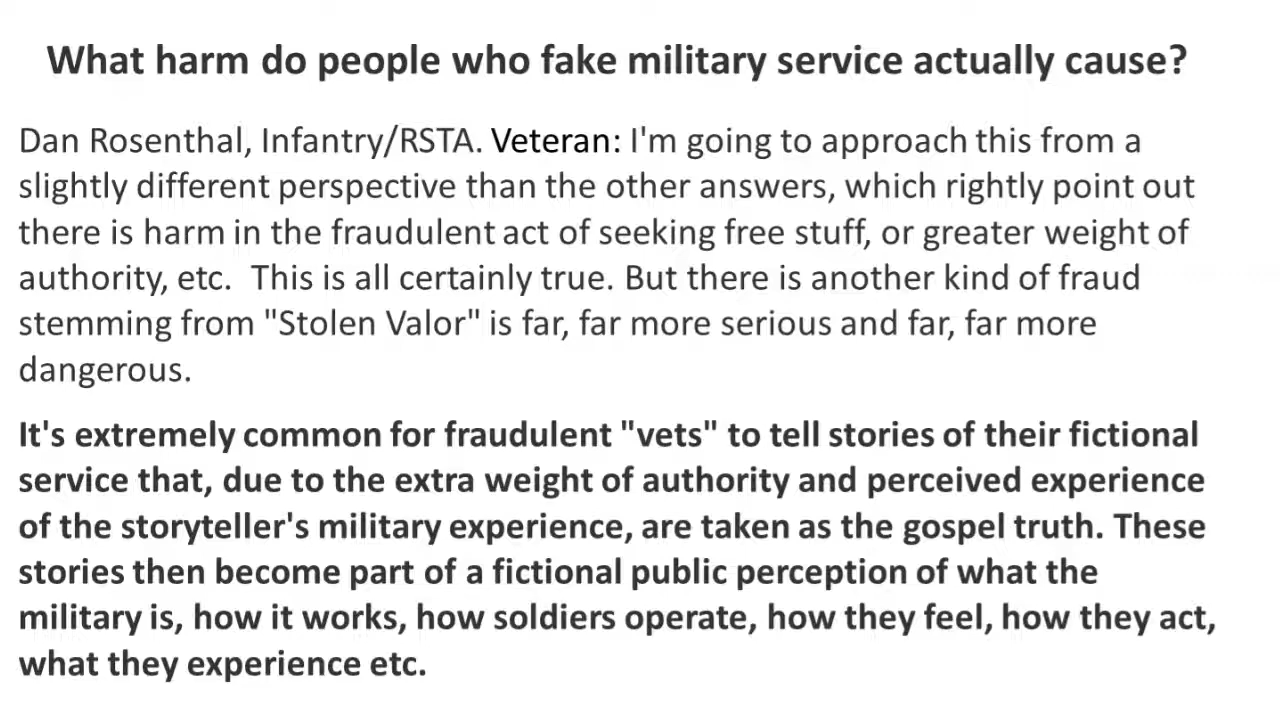 What harm do people who fake military service actually cause?
Dan Rosenthal, Infantry/RSTA. Veteran: I'm going to approach this from a
slightly different perspective than the other answers, which rightly point out
there is harm in the fraudulent act of seeking free stuff, or greater weight of
authority, etc.  This is all certainly true. But there is another kind of fraud
stemming from "Stolen Valor" is far, far more serious and far, far more
dangerous.
It's extremely common for fraudulent "vets" to tell stories of their fictional
service that, due to the extra weight of authority and perceived experience
of the storyteller's military experience, are taken as the gospel truth. These
stories then become part of a fictional public perception of what the
military is, how it works, how soldiers operate, how they feel, how they act,
what they experience etc.